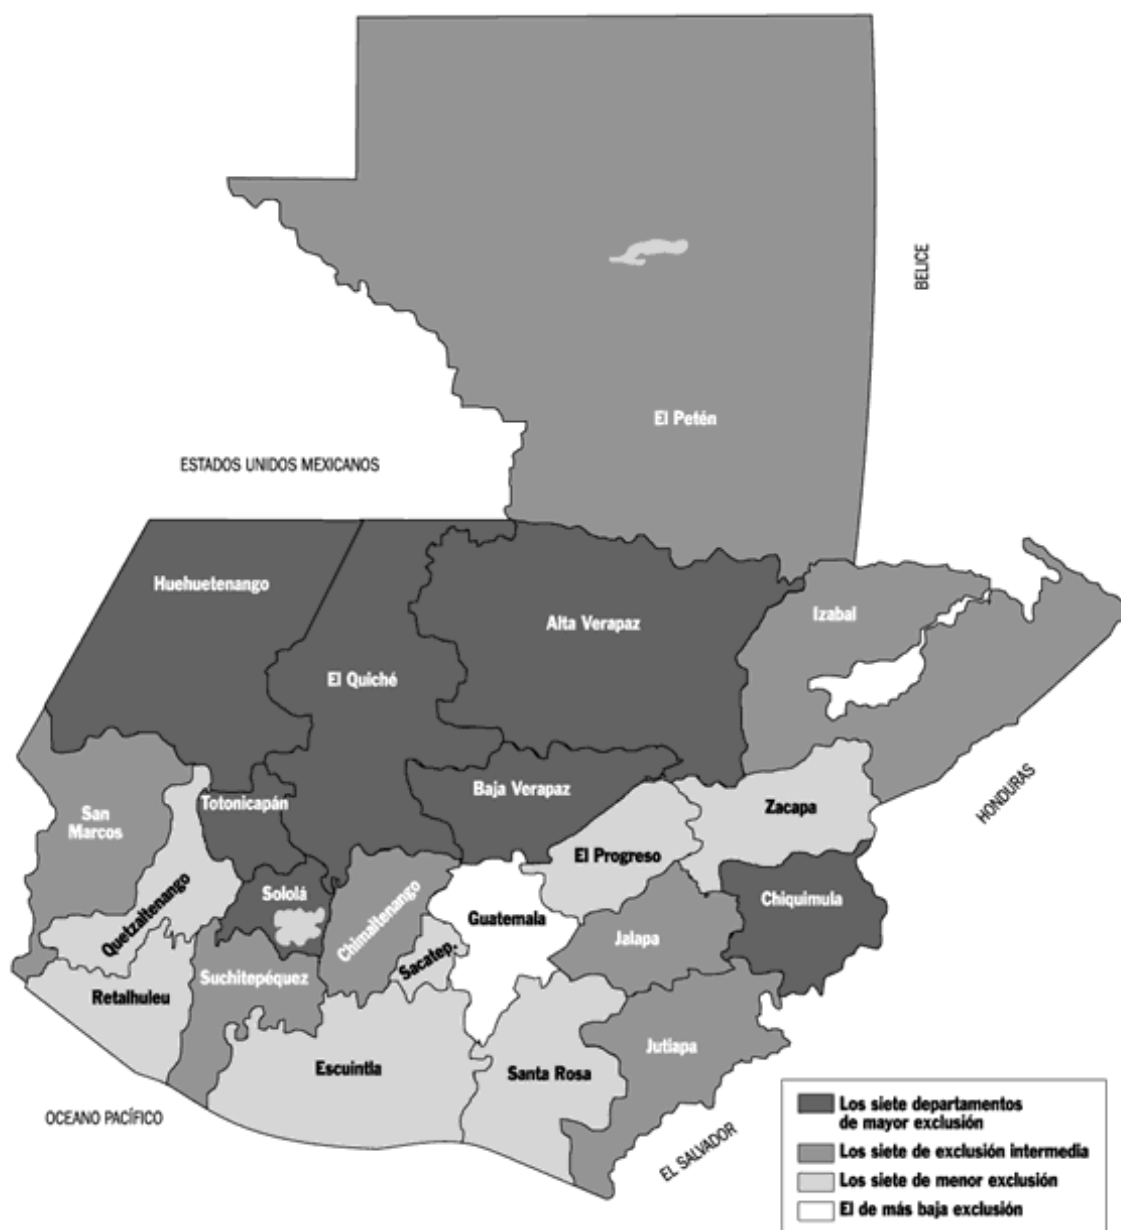 BELICE
El Petén
ESTADOS UNIDOS MEXICANOS
Huehuetenango
Alta Verapaz
Izabal
El Quiché
HONDURAS
Baja Verapaz
Totonicapán
Zacapa
San
Marcos
El Progreso
Quetzaltenango
Sololá
Chimaltenango
Guatemala
Chiquimula
Jalapa
Sacatep.
Suchitepéquez
Retalhuleu
Jutiapa
Escuintla
Santa Rosa
OCEANO PACÍFICO
EL SALVADOR
Los siete departamentos
de mayor exclusión
Los siete de exclusión intermedia
Los siete de menor exclusión
El de más baja exclusión